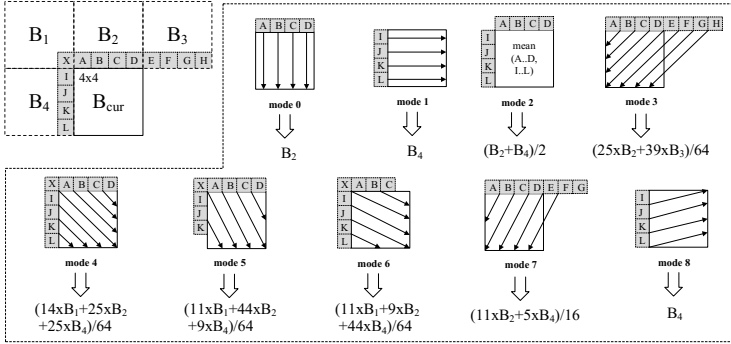 B1 B2 B3
X A B C D E F G H
I 4x4
J
K
L
B4 Bcur
A B C D
mode 0
B2
I
J
K
L
mode 1
B4
A B C D
I
J
K
L
mean
(A..D,
I..L)
mode 2
(B2+B4)/2
A B C D E F G H
mode 3
(25xB2+39xB3)/64
X A B C D
I
J
K
L
mode 4
(14xB1+25xB2
+25xB4)/64
X A B C D
I
J
K
mode 5
(11xB1+44xB2
+9xB4)/64
X A B C
I
J
K
L
mode 6
(11xB1+9xB2
+44xB4)/64
A B C D E F G
mode 7
(11xB2+5xB4)/16
I
J
K
L
mode 8
B4